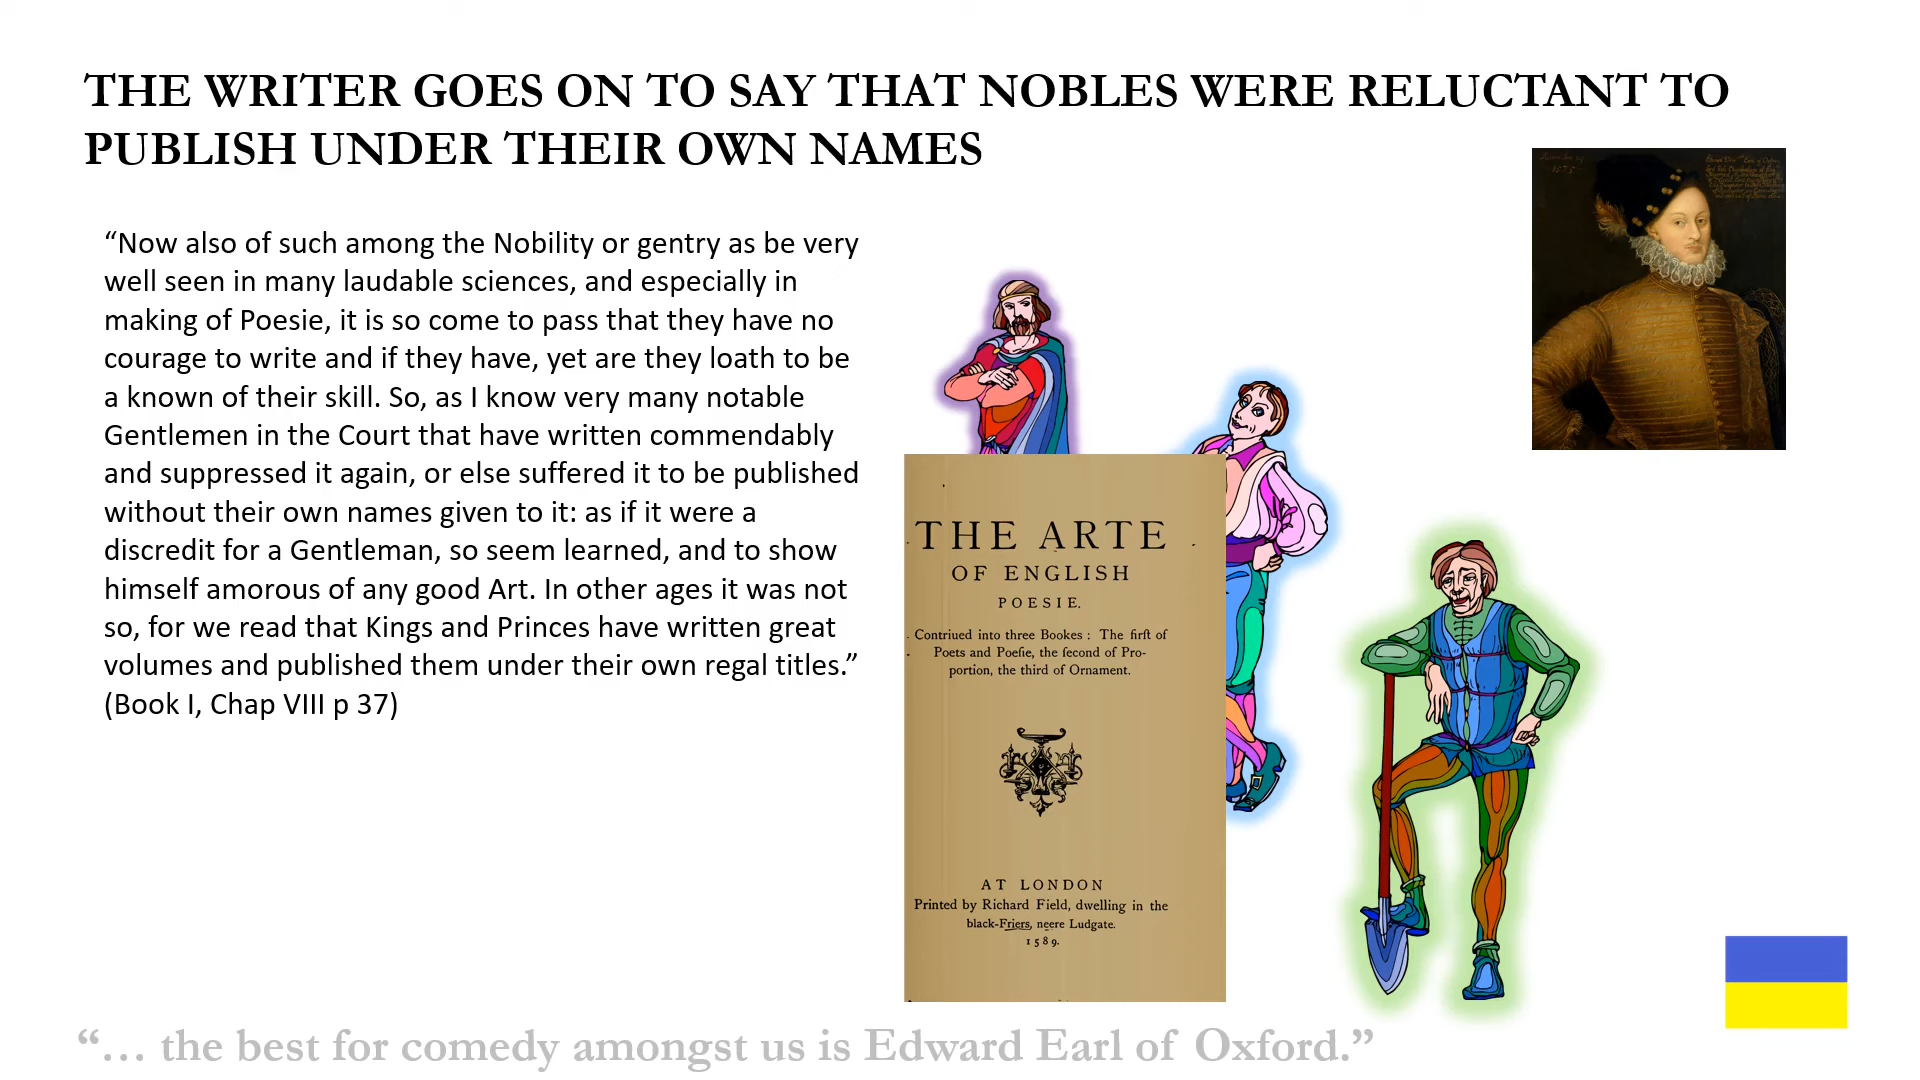 THE WRITER GOES ON TO SAY THAT NOBLES WERE RELUCTANT TO
PUBLISH UNDER THEIR OWN NAMES
“Now also of such among the Nobility or gentry as be very
well seen in many laudable sciences, and especially in
making of Poesie, it is so come to pass that they have no
courage to write and if they have, yet are they loath to be
a known of their skill. So, as I know very many notable
Gentlemen in the Court that have written commendably
and suppressed it again, or else suffered it to be published
without their own names given to it: as if it were a
discredit for a Gentleman, so seem learned, and to show
himself amorous of any good Art. In other ages it was not
so, for we read that Kings and Princes have written great
volumes and published them under their own regal titles.”
(Book I, Chap VIII p 37)
THE ARTE
OF ENGLISH
POESIE.
Contriued into three Bookes : The firſt of
Poets and Poeſie, the ſecond of Pro-
portion, the third of Ornament.
AT LONDON
Printed by Richard Field, dwelling in the
black-Friers, neere Ludgate.
1589.
“… the best for comedy amongst us is Edward Earl of Oxford.”